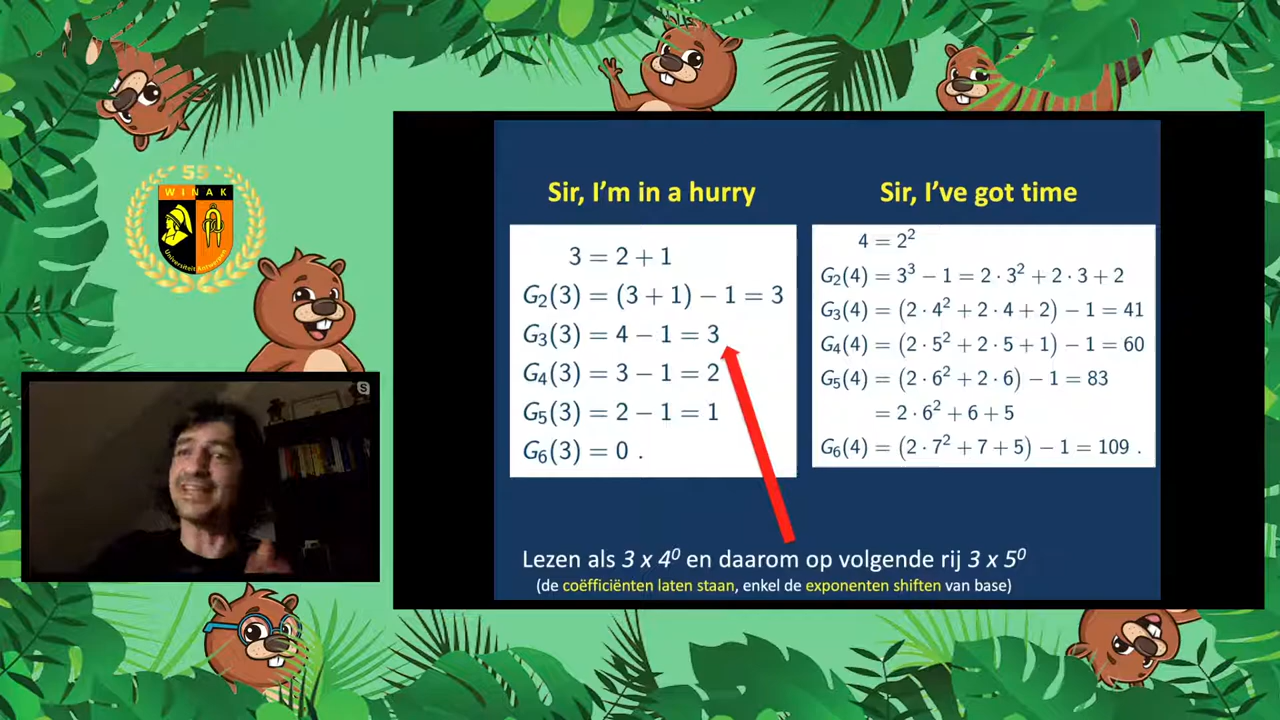 55
WINAK
Universiteit Antwerpen
Sir, I'm in a hurry
3 = 2 + 1
G₂(3) = (3 + 1) − 1 = 3
G₃(3) = 4 − 1 = 3
G₄(3) = 3 − 1 = 2
G₅(3) = 2 − 1 = 1
G₆(3) = 0 .
Sir, I've got time
4 = 2²
G₂(4) = 3³ − 1 = 2 · 3² + 2 · 3 + 2
G₃(4) = (2 · 4² + 2 · 4 + 2) − 1 = 41
G₄(4) = (2 · 5² + 2 · 5 + 1) − 1 = 60
G₅(4) = (2 · 6² + 2 · 6) − 1 = 83
= 2 · 6² + 6 + 5
G₆(4) = (2 · 7² + 7 + 5) − 1 = 109 .
Lezen als 3 x 4⁰ en daarom op volgende rij 3 x 5⁰
(de coëfficiënten laten staan, enkel de exponenten shiften van base)